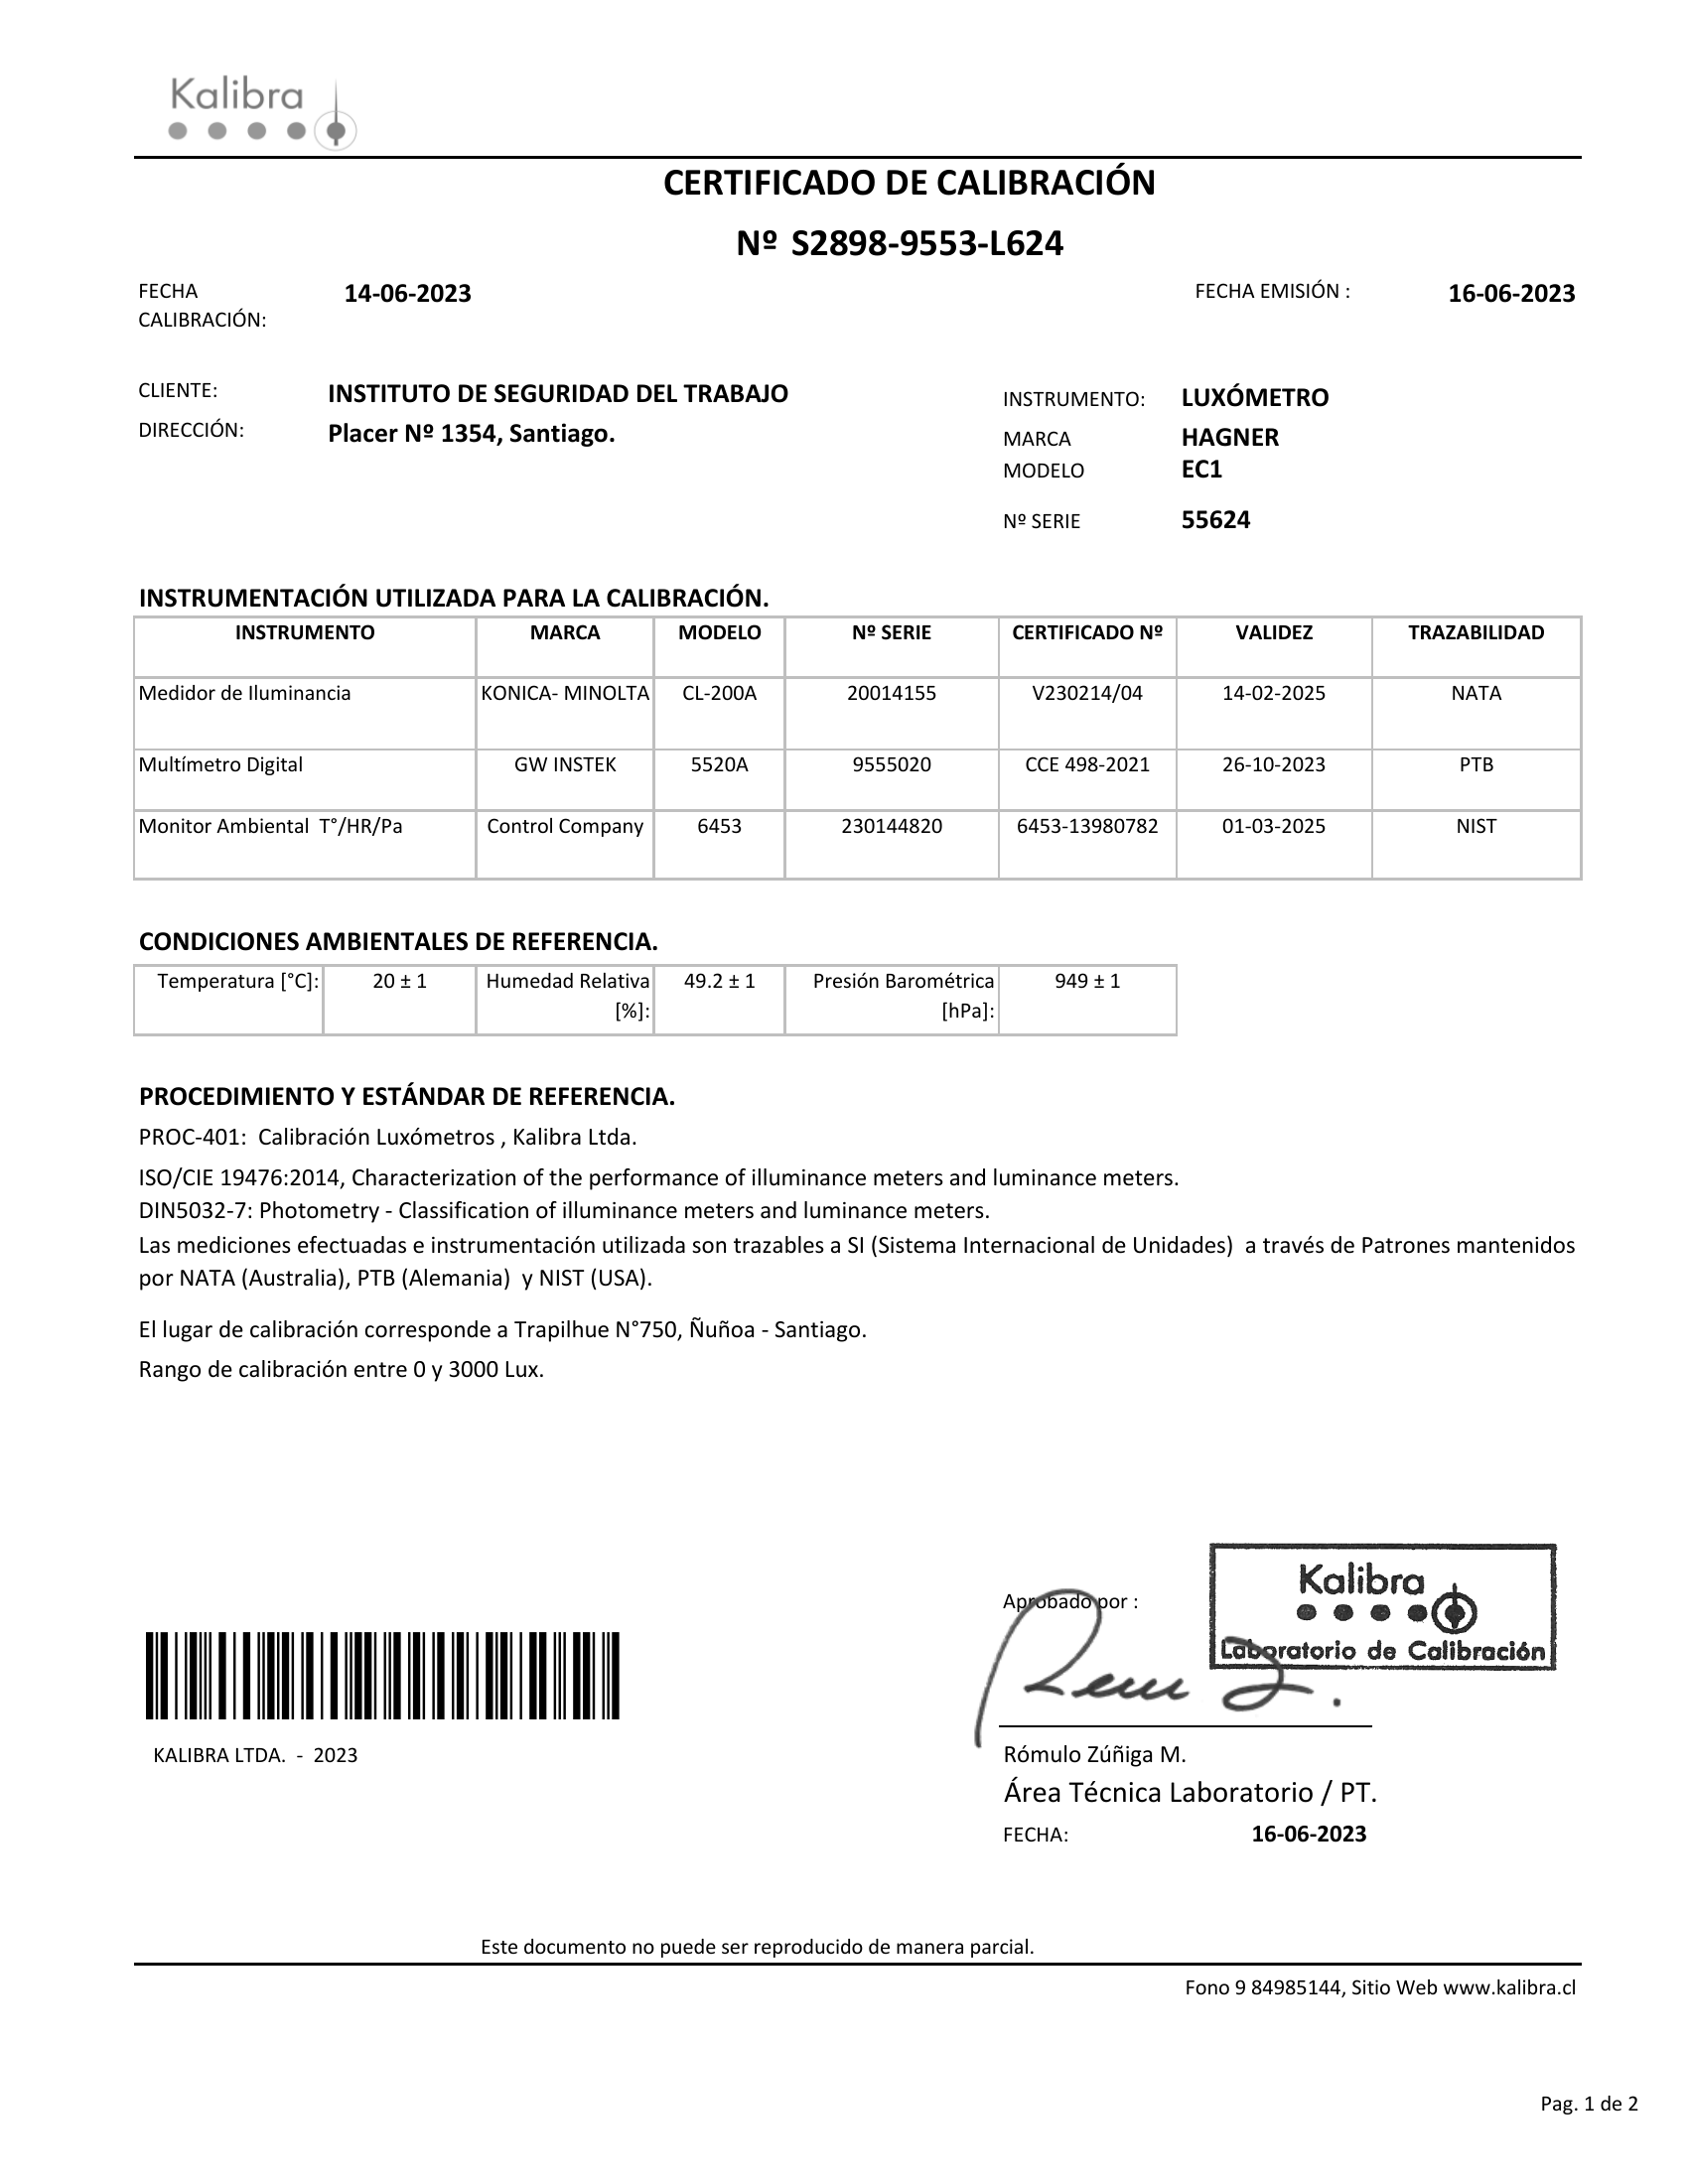 Kalibra
CERTIFICADO DE CALIBRACIÓN
Nº S2898-9553-L624
FECHA CALIBRACIÓN: 14-06-2023 FECHA EMISIÓN : 16-06-2023
CLIENTE: INSTITUTO DE SEGURIDAD DEL TRABAJO
DIRECCIÓN: Placer Nº 1354, Santiago.
INSTRUMENTO: LUXÓMETRO
MARCA HAGNER
MODELO EC1
Nº SERIE 55624
INSTRUMENTACIÓN UTILIZADA PARA LA CALIBRACIÓN.
INSTRUMENTO MARCA MODELO Nº SERIE CERTIFICADO Nº VALIDEZ TRAZABILIDAD
Medidor de Iluminancia KONICA- MINOLTA CL-200A 20014155 V230214/04 14-02-2025 NATA
Multímetro Digital GW INSTEK 5520A 9555020 CCE 498-2021 26-10-2023 PTB
Monitor Ambiental T°/HR/Pa Control Company 6453 230144820 6453-13980782 01-03-2025 NIST
CONDICIONES AMBIENTALES DE REFERENCIA.
Temperatura [°C]: 20 ± 1 Humedad Relativa [%]: 49.2 ± 1 Presión Barométrica [hPa]: 949 ± 1
PROCEDIMIENTO Y ESTÁNDAR DE REFERENCIA.
PROC-401: Calibración Luxómetros , Kalibra Ltda.
ISO/CIE 19476:2014, Characterization of the performance of illuminance meters and luminance meters.
DIN5032-7: Photometry - Classification of illuminance meters and luminance meters.
Las mediciones efectuadas e instrumentación utilizada son trazables a SI (Sistema Internacional de Unidades) a través de Patrones mantenidos
por NATA (Australia), PTB (Alemania) y NIST (USA).
El lugar de calibración corresponde a Trapilhue N°750, Ñuñoa - Santiago.
Rango de calibración entre 0 y 3000 Lux.
Aprobado por :
Kalibra
Laboratorio de Calibración
KALIBRA LTDA. - 2023
Rómulo Zúñiga M.
Área Técnica Laboratorio / PT.
FECHA: 16-06-2023
Este documento no puede ser reproducido de manera parcial.
Fono 9 84985144, Sitio Web www.kalibra.cl
Pag. 1 de 2